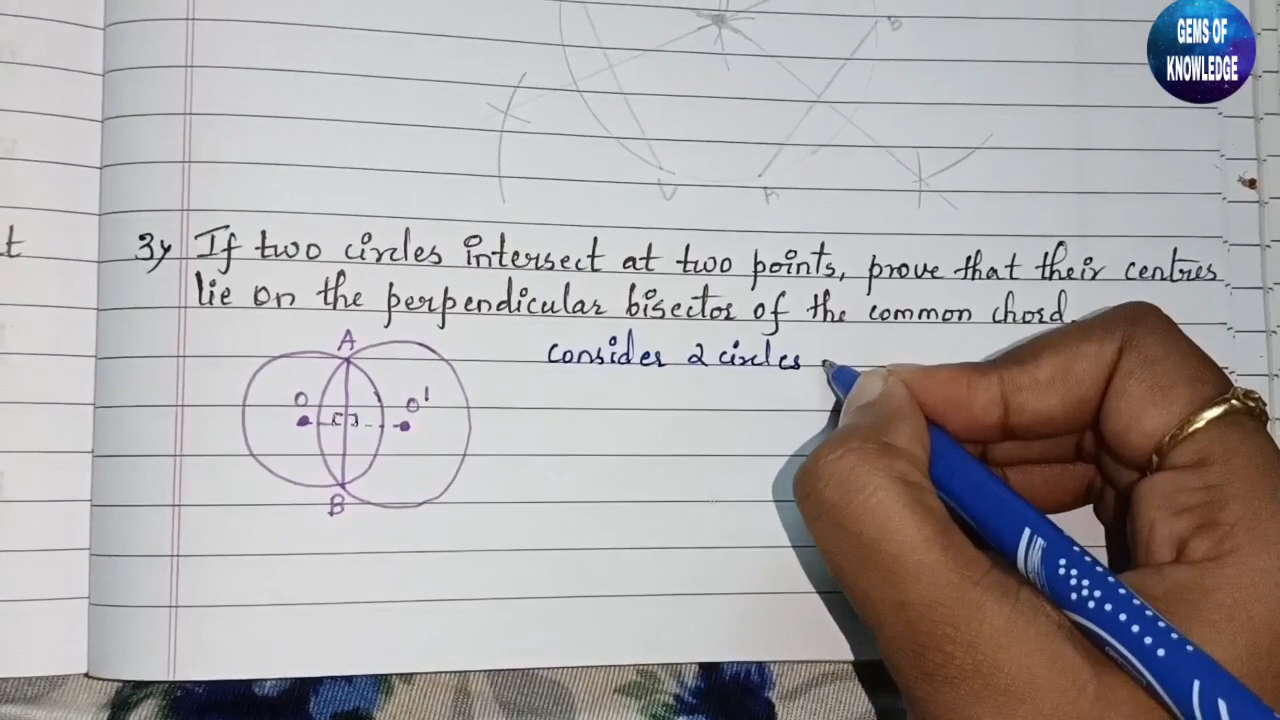 GEMS OF
KNOWLEDGE
B
A
t
3y If two circles intersect at two points, prove that their centres
lie on the perpendicular bisector of the common chord.
consider 2 circles
A
O
O'
B